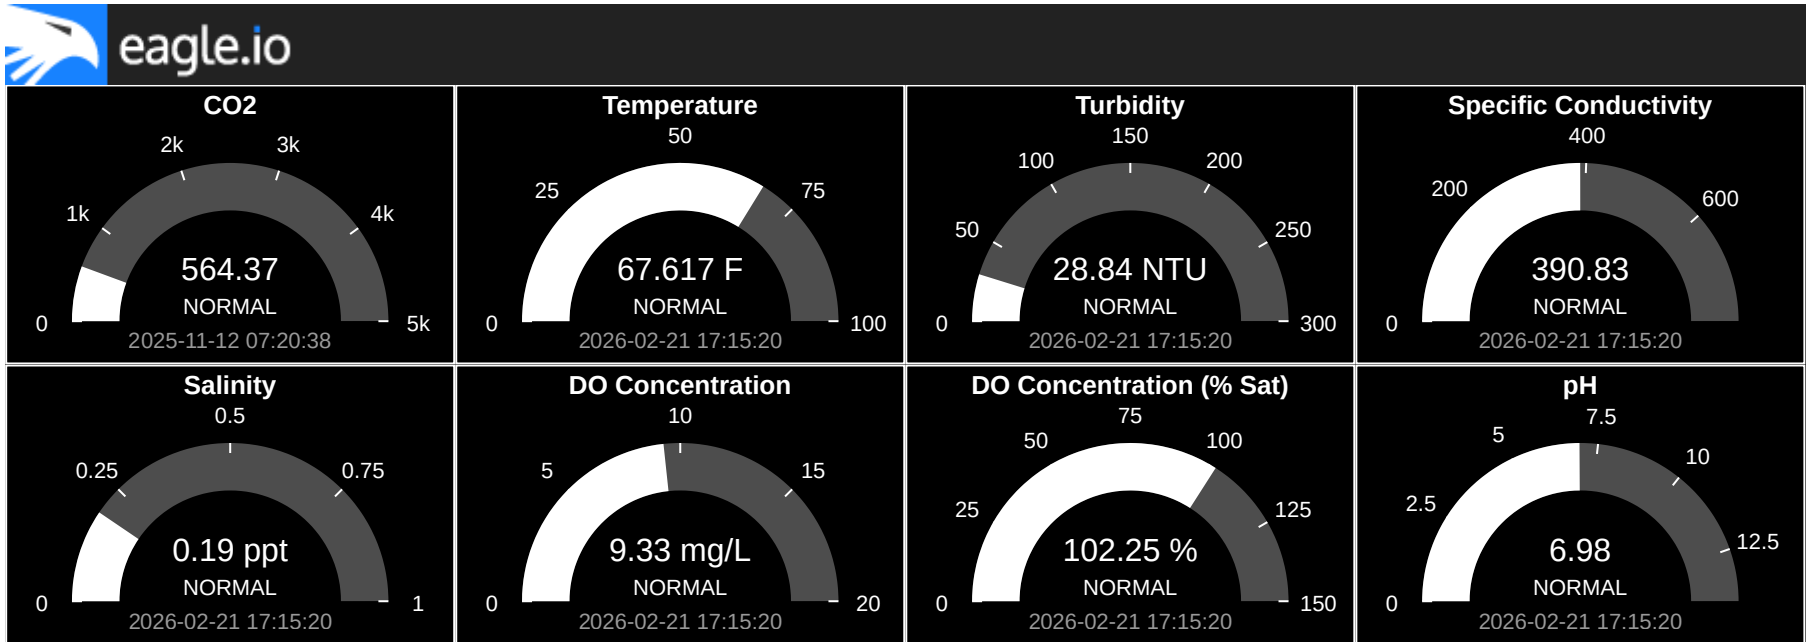 eagle.io
CO2
0
1k
2k
3k
4k
5k
564.37
NORMAL
2025-11-12 07:20:38
Temperature
0
25
50
75
100
67.617 F
NORMAL
2026-02-21 17:15:20
Turbidity
0
50
100
150
200
250
300
28.84 NTU
NORMAL
2026-02-21 17:15:20
Specific Conductivity
0
200
400
600
390.83
NORMAL
2026-02-21 17:15:20
Salinity
0
0.25
0.5
0.75
1
0.19 ppt
NORMAL
2026-02-21 17:15:20
DO Concentration
0
5
10
15
20
9.33 mg/L
NORMAL
2026-02-21 17:15:20
DO Concentration (% Sat)
0
25
50
75
100
125
150
102.25 %
NORMAL
2026-02-21 17:15:20
pH
0
2.5
5
7.5
10
12.5
6.98
NORMAL
2026-02-21 17:15:20